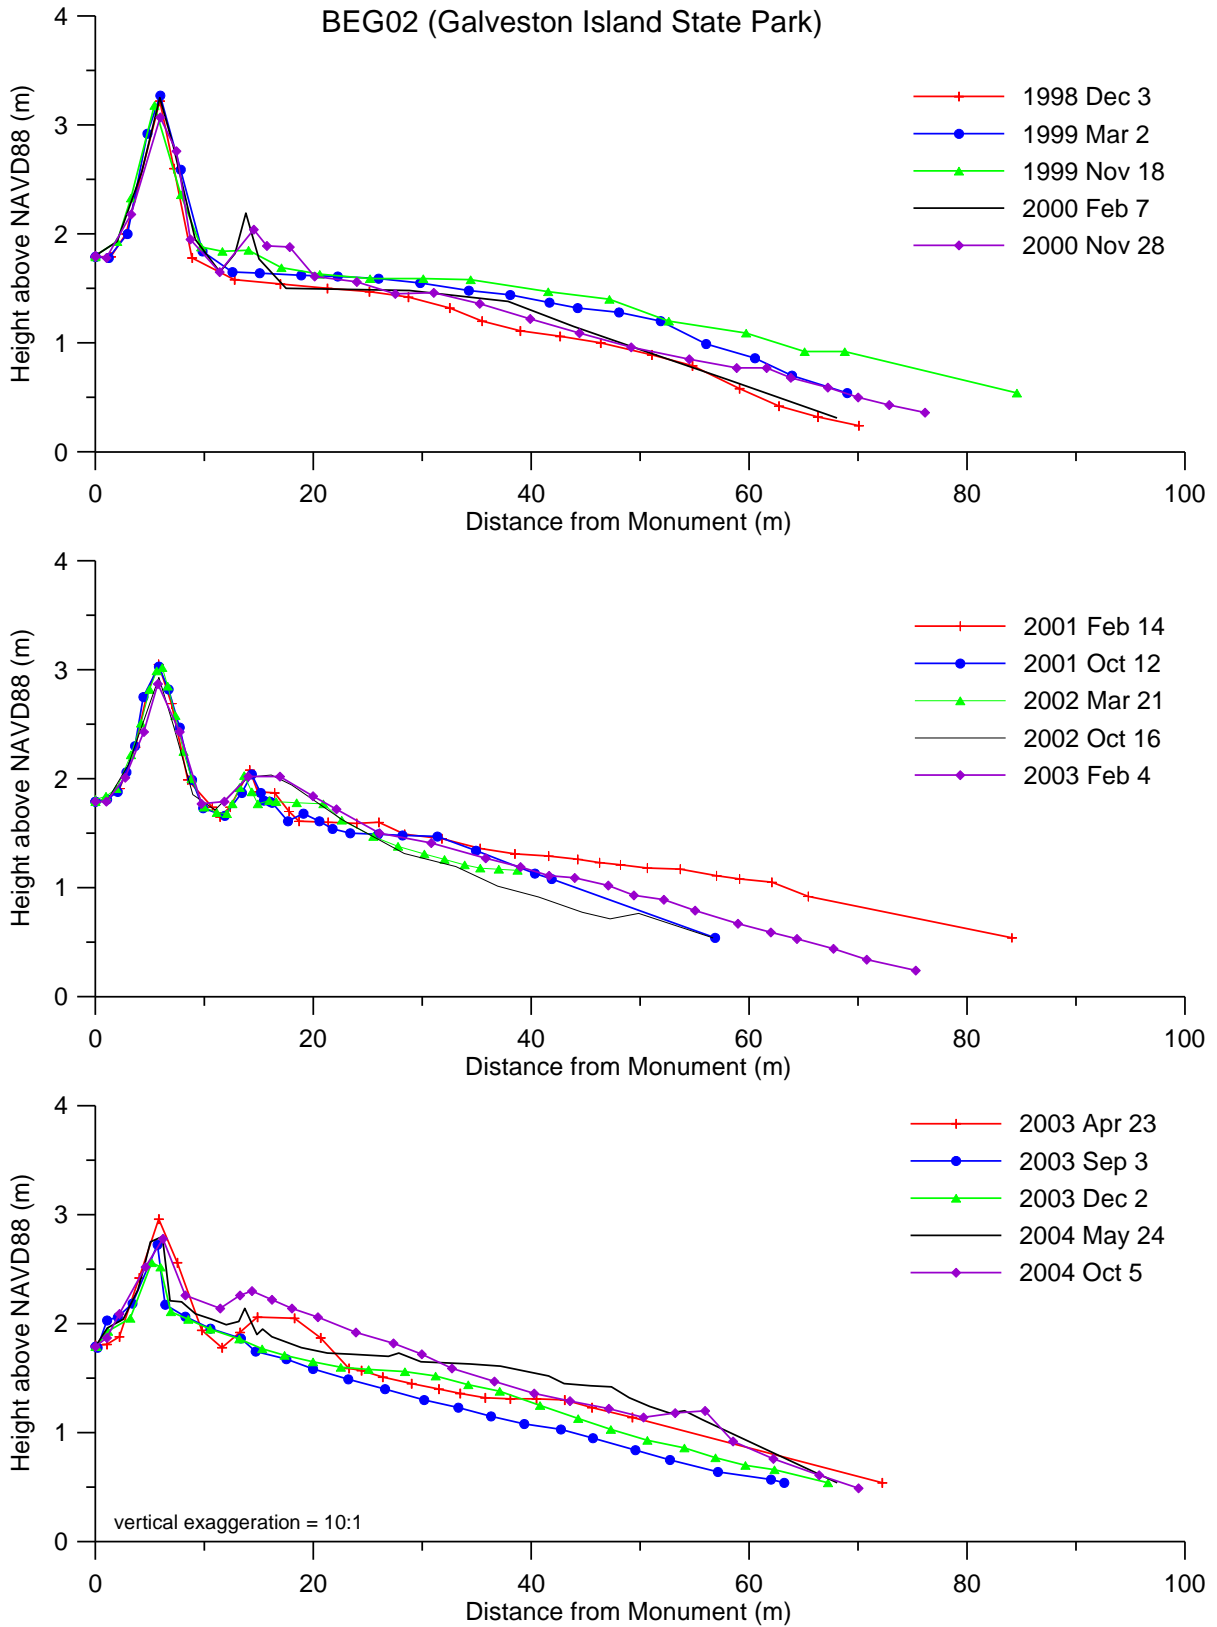 BEG02 (Galveston Island State Park)
4
3
2
1
0
Height above NAVD88 (m)
1998 Dec 3
1999 Mar 2
1999 Nov 18
2000 Feb 7
2000 Nov 28
0 20 40 60 80 100
Distance from Monument (m)
4
3
2
1
0
Height above NAVD88 (m)
2001 Feb 14
2001 Oct 12
2002 Mar 21
2002 Oct 16
2003 Feb 4
0 20 40 60 80 100
Distance from Monument (m)
4
3
2
1
0
Height above NAVD88 (m)
2003 Apr 23
2003 Sep 3
2003 Dec 2
2004 May 24
2004 Oct 5
vertical exaggeration = 10:1
0 20 40 60 80 100
Distance from Monument (m)